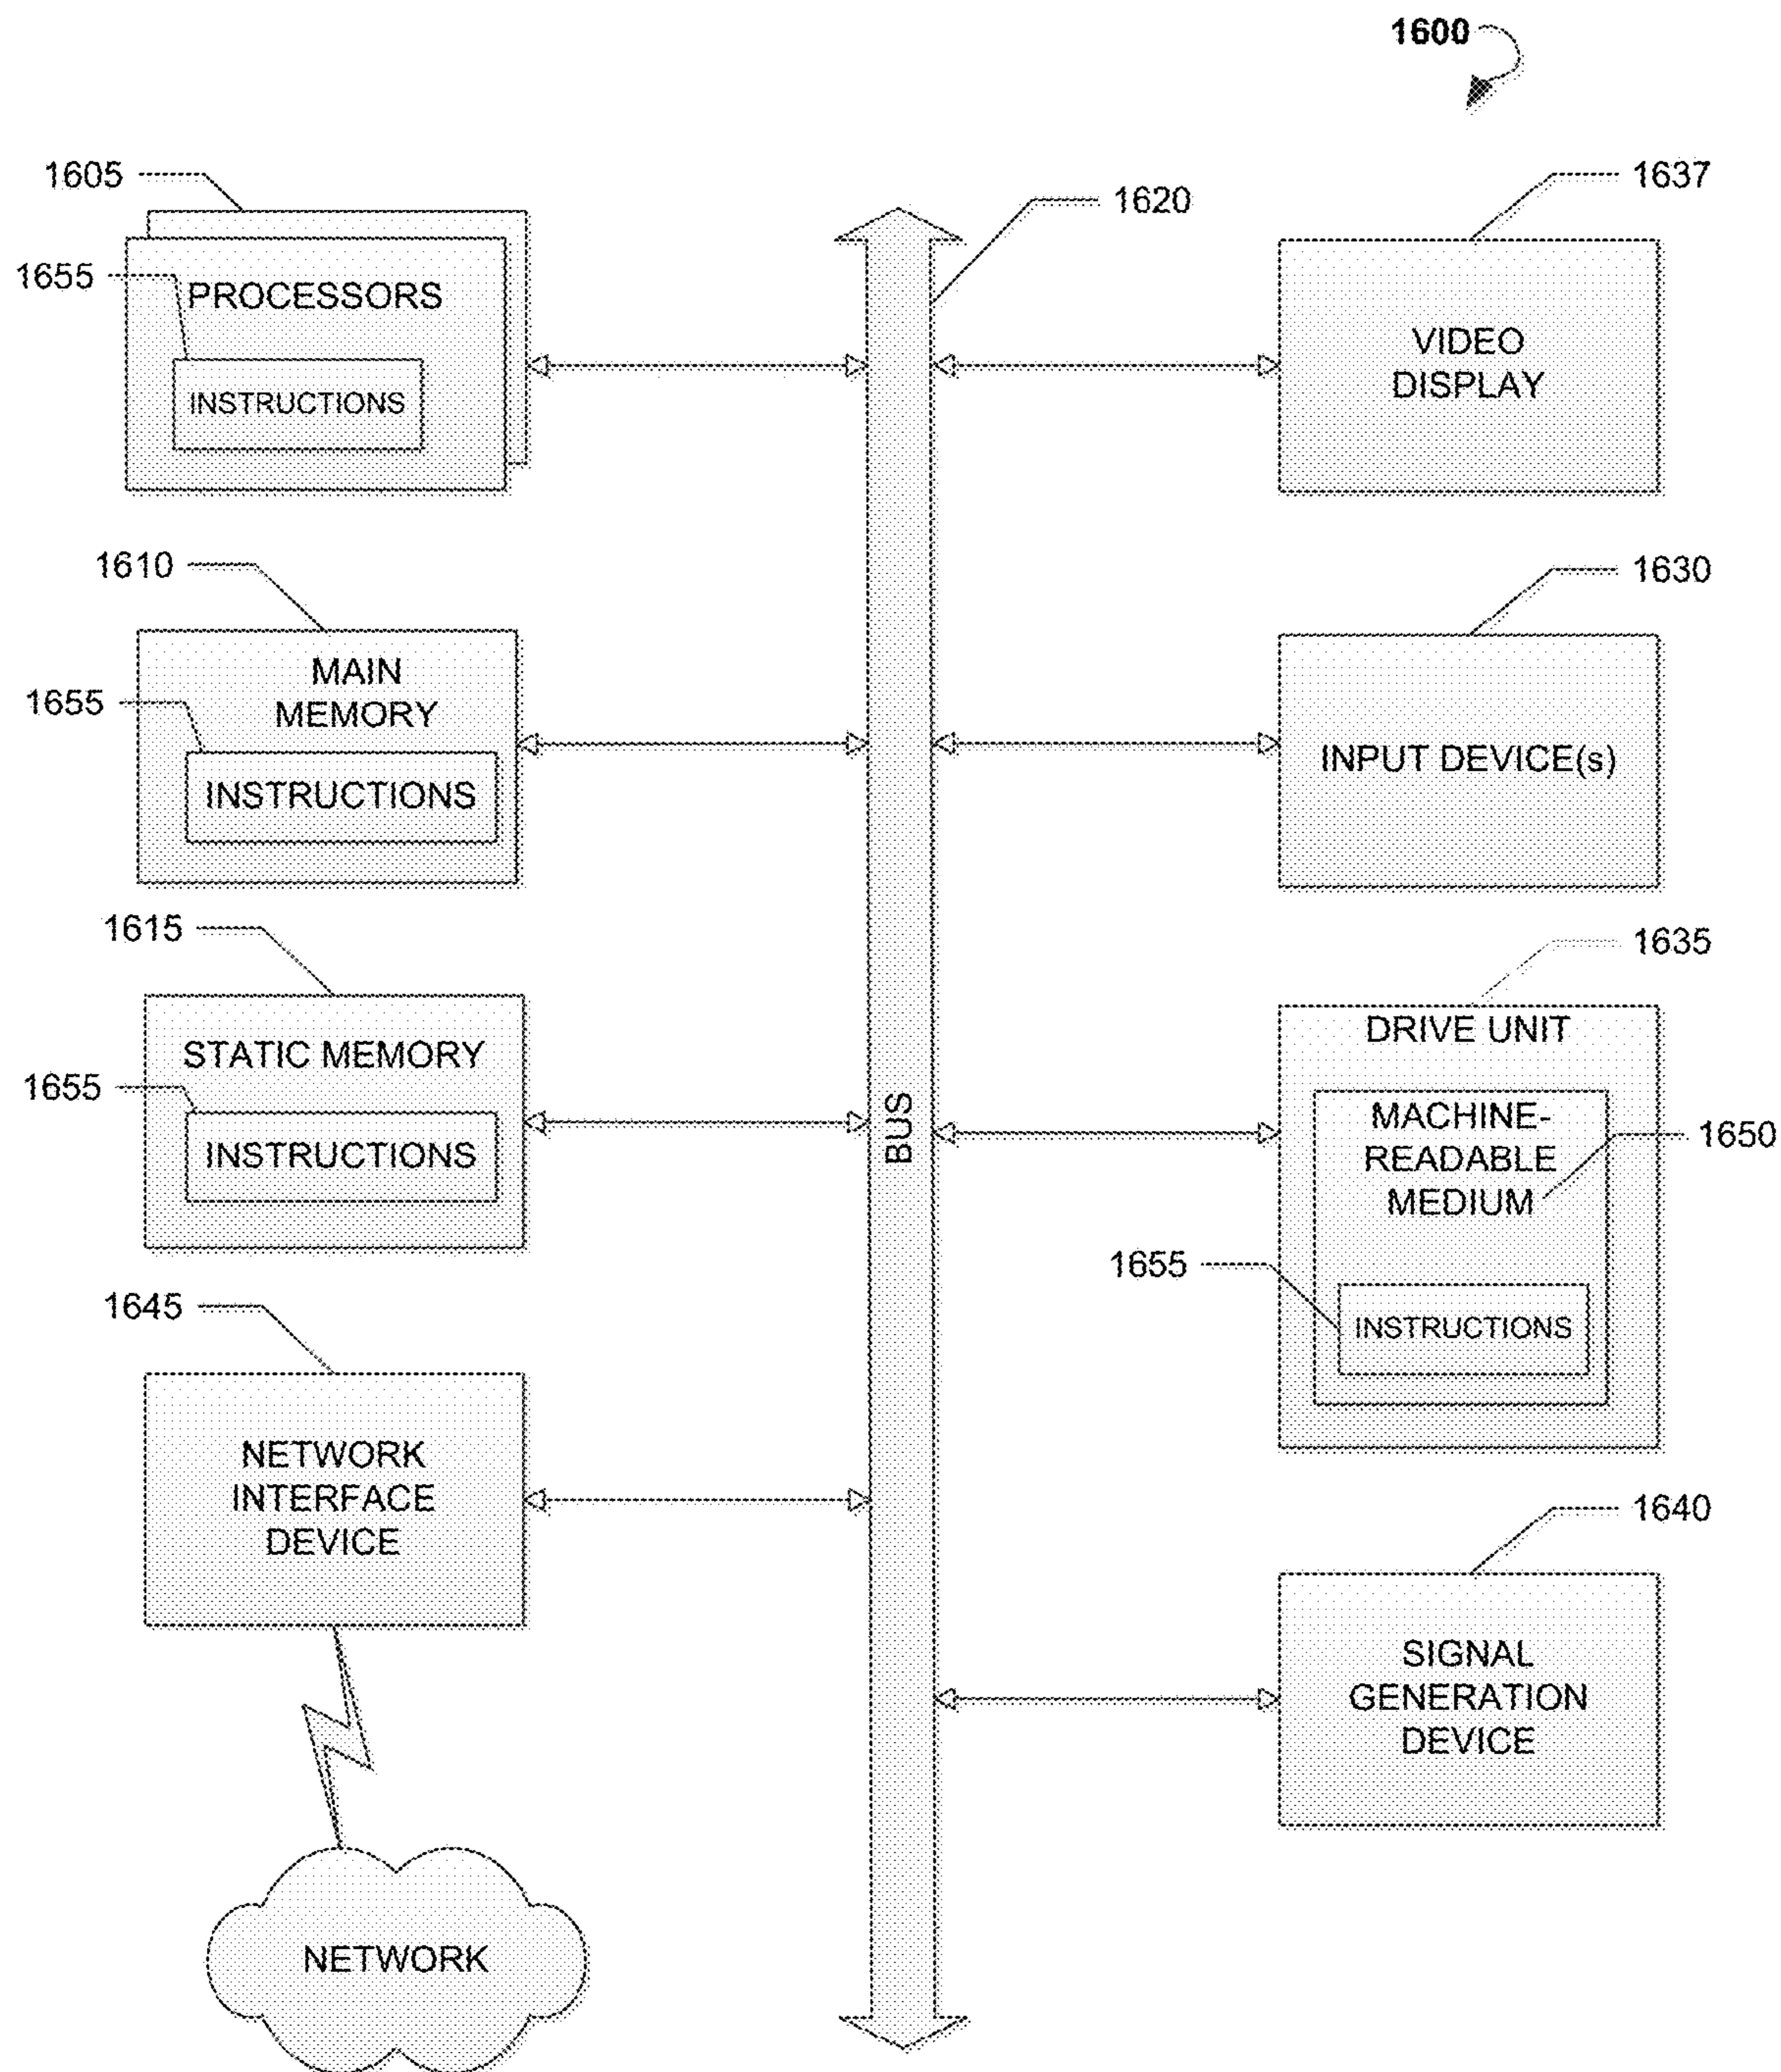 1600
1605
1655
PROCESSORS
INSTRUCTIONS
1620
1637
VIDEO
DISPLAY
1610
1655
MAIN
MEMORY
INSTRUCTIONS
1630
INPUT DEVICE(s)
1615
1655
STATIC MEMORY
INSTRUCTIONS
BUS
1635
DRIVE UNIT
MACHINE-
READABLE
MEDIUM
1650
1655
INSTRUCTIONS
1645
NETWORK
INTERFACE
DEVICE
1640
SIGNAL
GENERATION
DEVICE
NETWORK